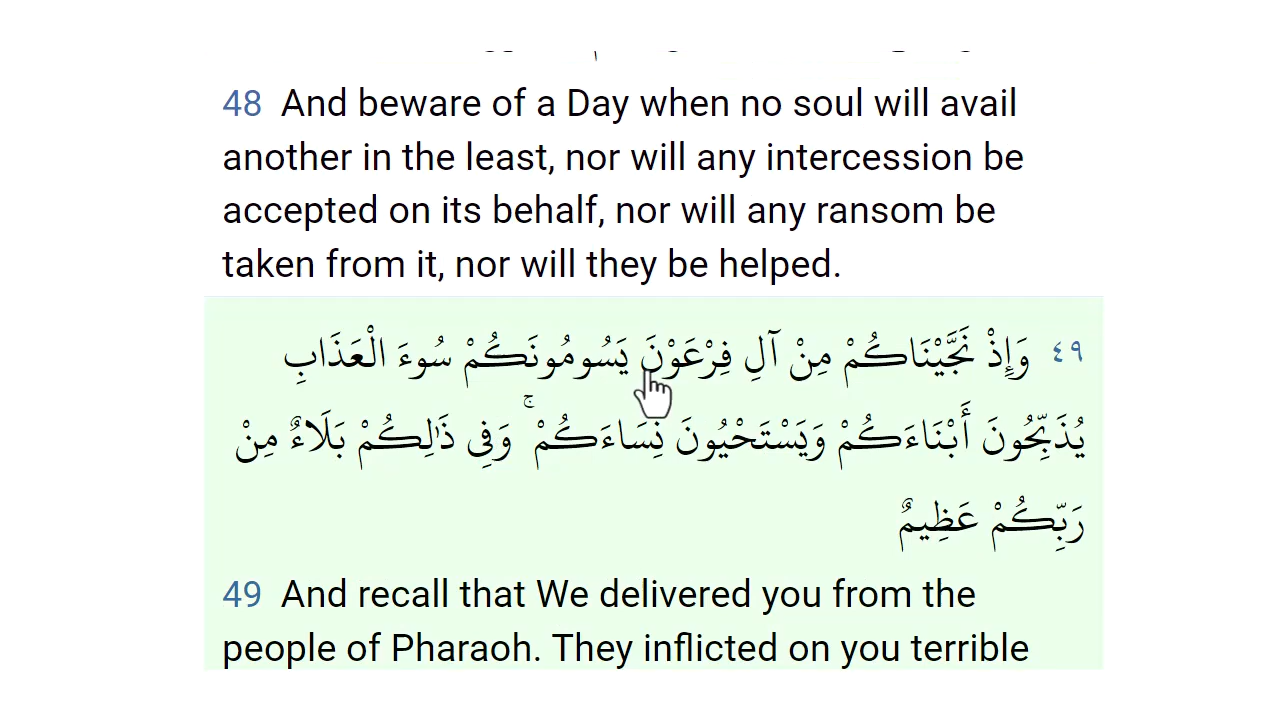 48 And beware of a Day when no soul will avail
another in the least, nor will any intercession be
accepted on its behalf, nor will any ransom be
taken from it, nor will they be helped.
٤٩ وَإِذْ نَجَّيْنَاكُمْ مِنْ آلِ فِرْعَوْنَ يَسُومُونَكُمْ سُوءَ الْعَذَابِ
يُذَبِّحُونَ أَبْنَاءَكُمْ وَيَسْتَحْيُونَ نِسَاءَكُمْ ۚ وَفِي ذَٰلِكُمْ بَلَاءٌ مِنْ
رَبِّكُمْ عَظِيمٌ
49 And recall that We delivered you from the
people of Pharaoh. They inflicted on you terrible